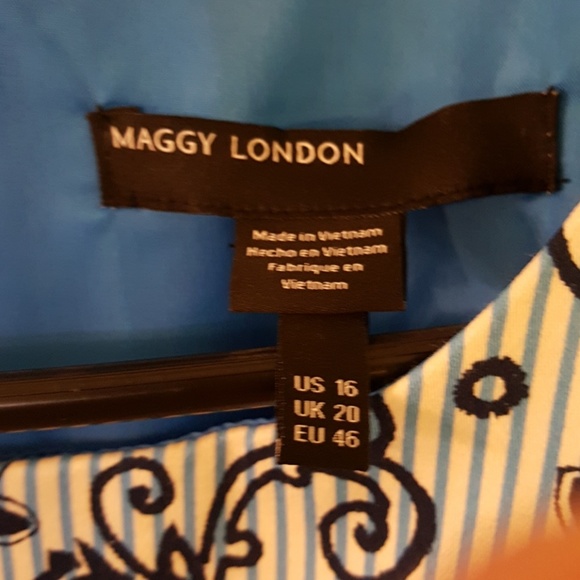 MAGGY LONDON
Made in Vietnam
Hecho en Vietnam
Fabrique en
Vietnam
US 16
UK 20
EU 46